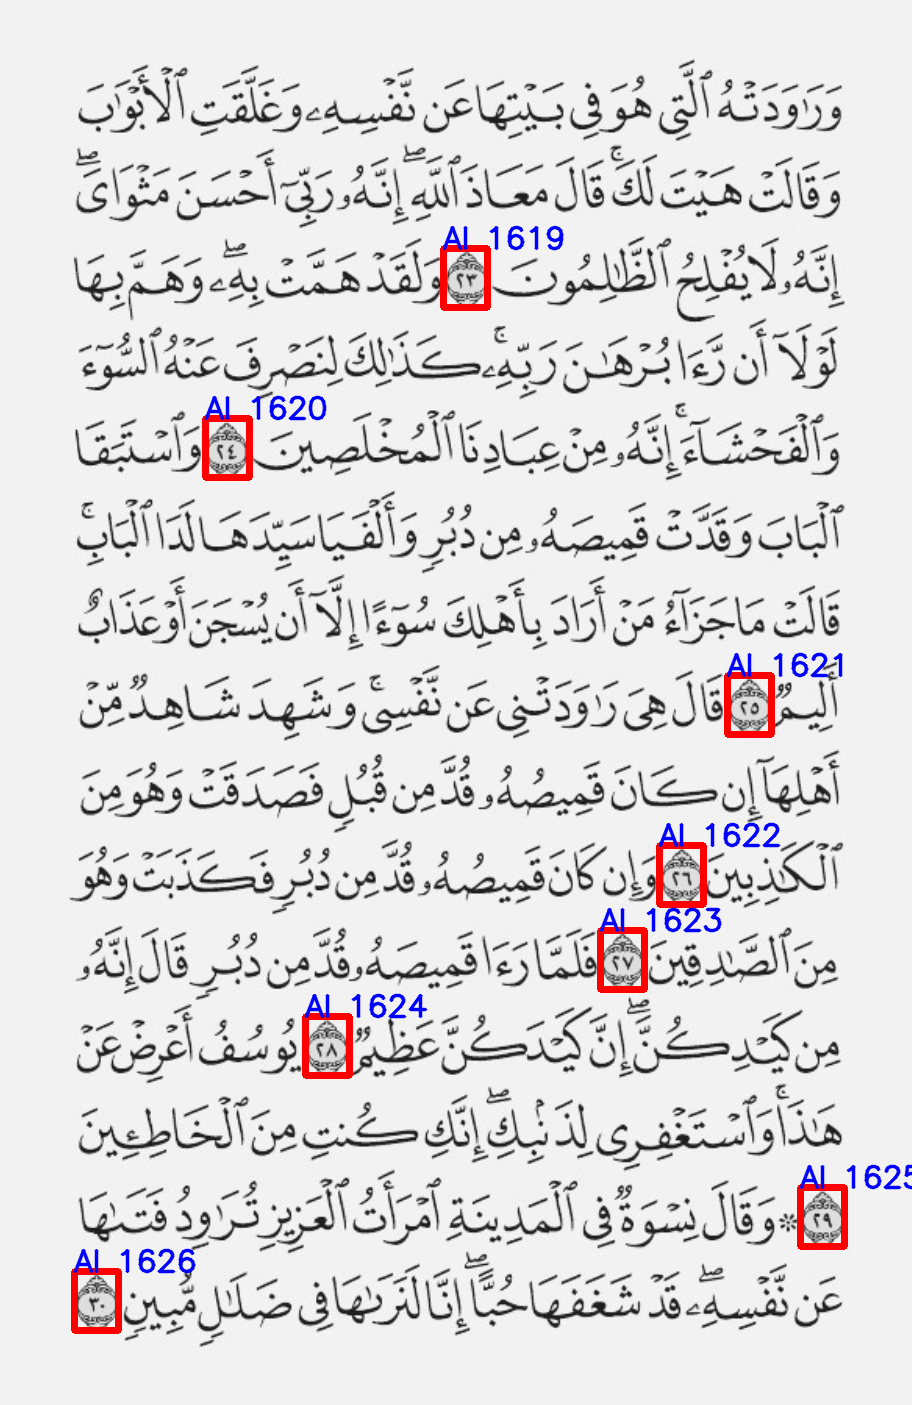 وَرَٰوَدَتْهُ ٱلَّتِى هُوَ فِى بَيْتِهَا عَن نَّفْسِهِۦ وَغَلَّقَتِ ٱلْأَبْوَٰبَ
وَقَالَتْ هَيْتَ لَكَ ۚ قَالَ مَعَاذَ ٱللَّهِ ۖ إِنَّهُۥ رَبِّىٓ أَحْسَنَ مَثْوَاىَ ۖ
AI 1619
إِنَّهُۥ لَا يُفْلِحُ ٱلظَّٰلِمُونَ ٢٣ وَلَقَدْ هَمَّتْ بِهِۦ ۖ وَهَمَّ بِهَا
لَوْلَآ أَن رَّءَا بُرْهَٰنَ رَبِّهِۦ ۚ كَذَٰلِكَ لِنَصْرِفَ عَنْهُ ٱلسُّوٓءَ
AI 1620
وَٱلْفَحْشَآءَ ۚ إِنَّهُۥ مِنْ عِبَادِنَا ٱلْمُخْلَصِينَ ٢٤ وَٱسْتَبَقَا
ٱلْبَابَ وَقَدَّتْ قَمِيصَهُۥ مِن دُبُرٍ وَأَلْفَيَا سَيِّدَهَا لَدَا ٱلْبَابِ ۚ
قَالَتْ مَا جَزَآءُ مَنْ أَرَادَ بِأَهْلِكَ سُوٓءًا إِلَّآ أَن يُسْجَنَ أَوْ عَذَابٌ
AI 1621
أَلِيمٌ ٢٥ قَالَ هِىَ رَٰوَدَتْنِى عَن نَّفْسِى ۚ وَشَهِدَ شَاهِدٌ مِّنْ
أَهْلِهَآ إِن كَانَ قَمِيصُهُۥ قُدَّ مِن قُبُلٍ فَصَدَقَتْ وَهُوَ مِنَ
AI 1622
ٱلْكَٰذِبِينَ ٢٦ وَإِن كَانَ قَمِيصُهُۥ قُدَّ مِن دُبُرٍ فَكَذَبَتْ وَهُوَ
AI 1623
مِنَ ٱلصَّٰدِقِينَ ٢٧ فَلَمَّا رَءَا قَمِيصَهُۥ قُدَّ مِن دُبُرٍ قَالَ إِنَّهُۥ
AI 1624
مِن كَيْدِكُنَّ ۖ إِنَّ كَيْدَكُنَّ عَظِيمٌ ٢٨ يُوسُفُ أَعْرِضْ عَنْ
هَٰذَا ۚ وَٱسْتَغْفِرِى لِذَنۢبِكِ ۖ إِنَّكِ كُنتِ مِنَ ٱلْخَاطِـِٔينَ
AI 1625
٢٩ ۞ وَقَالَ نِسْوَةٌ فِى ٱلْمَدِينَةِ ٱمْرَأَتُ ٱلْعَزِيزِ تُرَٰوِدُ فَتَىٰهَا
AI 1626
عَن نَّفْسِهِۦ ۖ قَدْ شَغَفَهَا حُبًّا ۖ إِنَّا لَنَرَىٰهَا فِى ضَلَٰلٍ مُّبِينٍ ٣٠